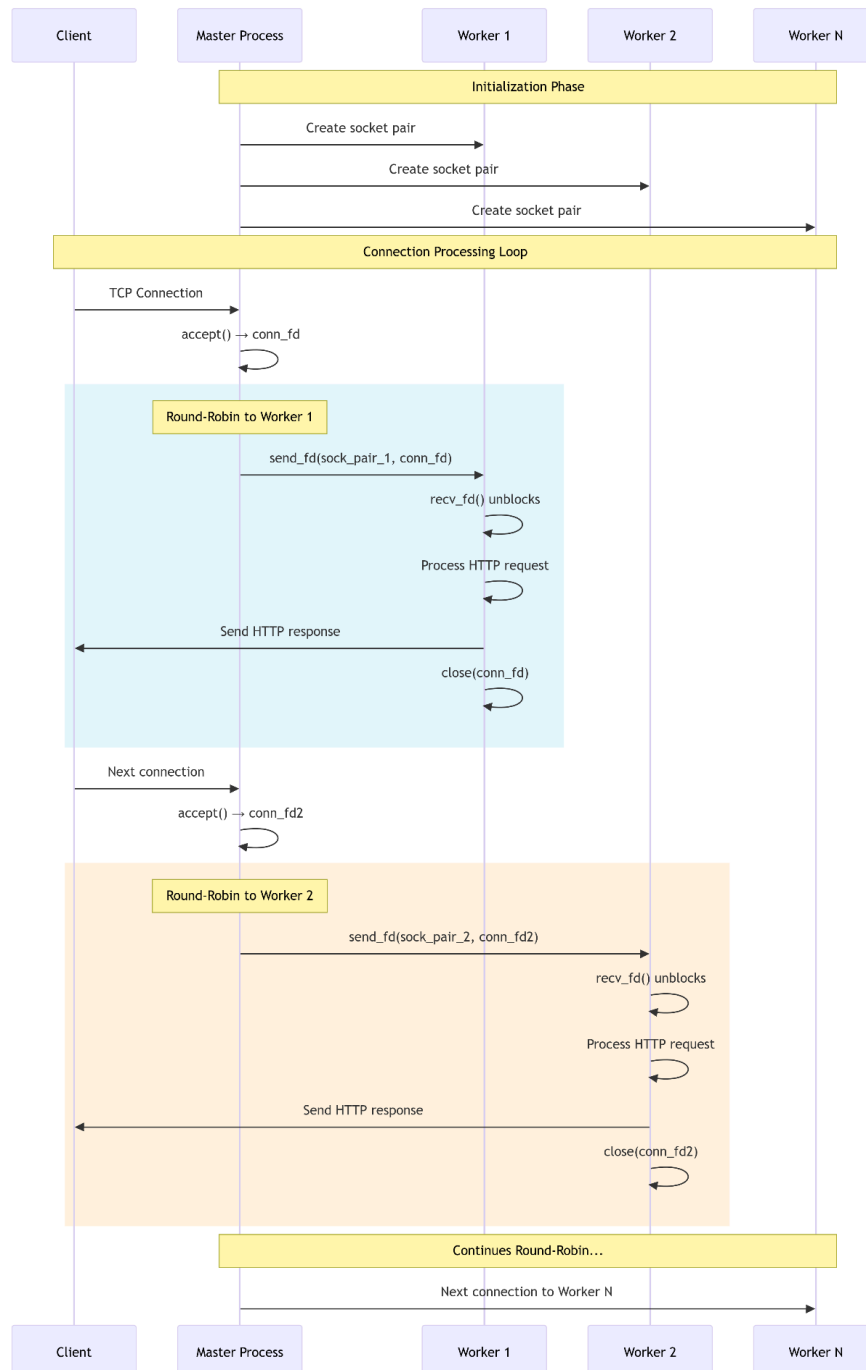 Client
Master Process
Worker 1
Worker 2
Worker N
Initialization Phase
Create socket pair
Create socket pair
Create socket pair
Connection Processing Loop
TCP Connection
accept() → conn_fd
Round-Robin to Worker 1
send_fd(sock_pair_1, conn_fd)
recv_fd() unblocks
Process HTTP request
Send HTTP response
close(conn_fd)
Next connection
accept() → conn_fd2
Round-Robin to Worker 2
send_fd(sock_pair_2, conn_fd2)
recv_fd() unblocks
Process HTTP request
Send HTTP response
close(conn_fd2)
Continues Round-Robin...
Next connection to Worker N
Client
Master Process
Worker 1
Worker 2
Worker N